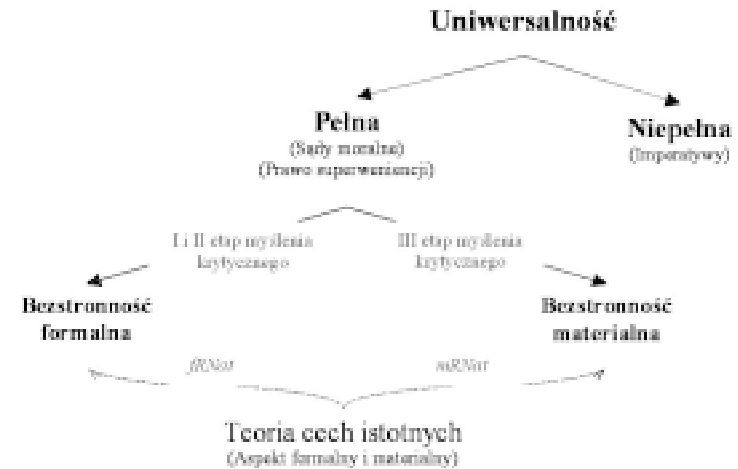 Uniwersalność
Pełna
(Sądy moralna)
(Prawo superweniencji)
Niepełna
(Imperatywy)
I i II etap myślenia
krytycznego
III etap myślenia
krytycznego
Bezstronność
formalna
Bezstronność
materialna
fRNat
mRNat
Teoria cech istotnych
(Aspekt formalny i materialny)